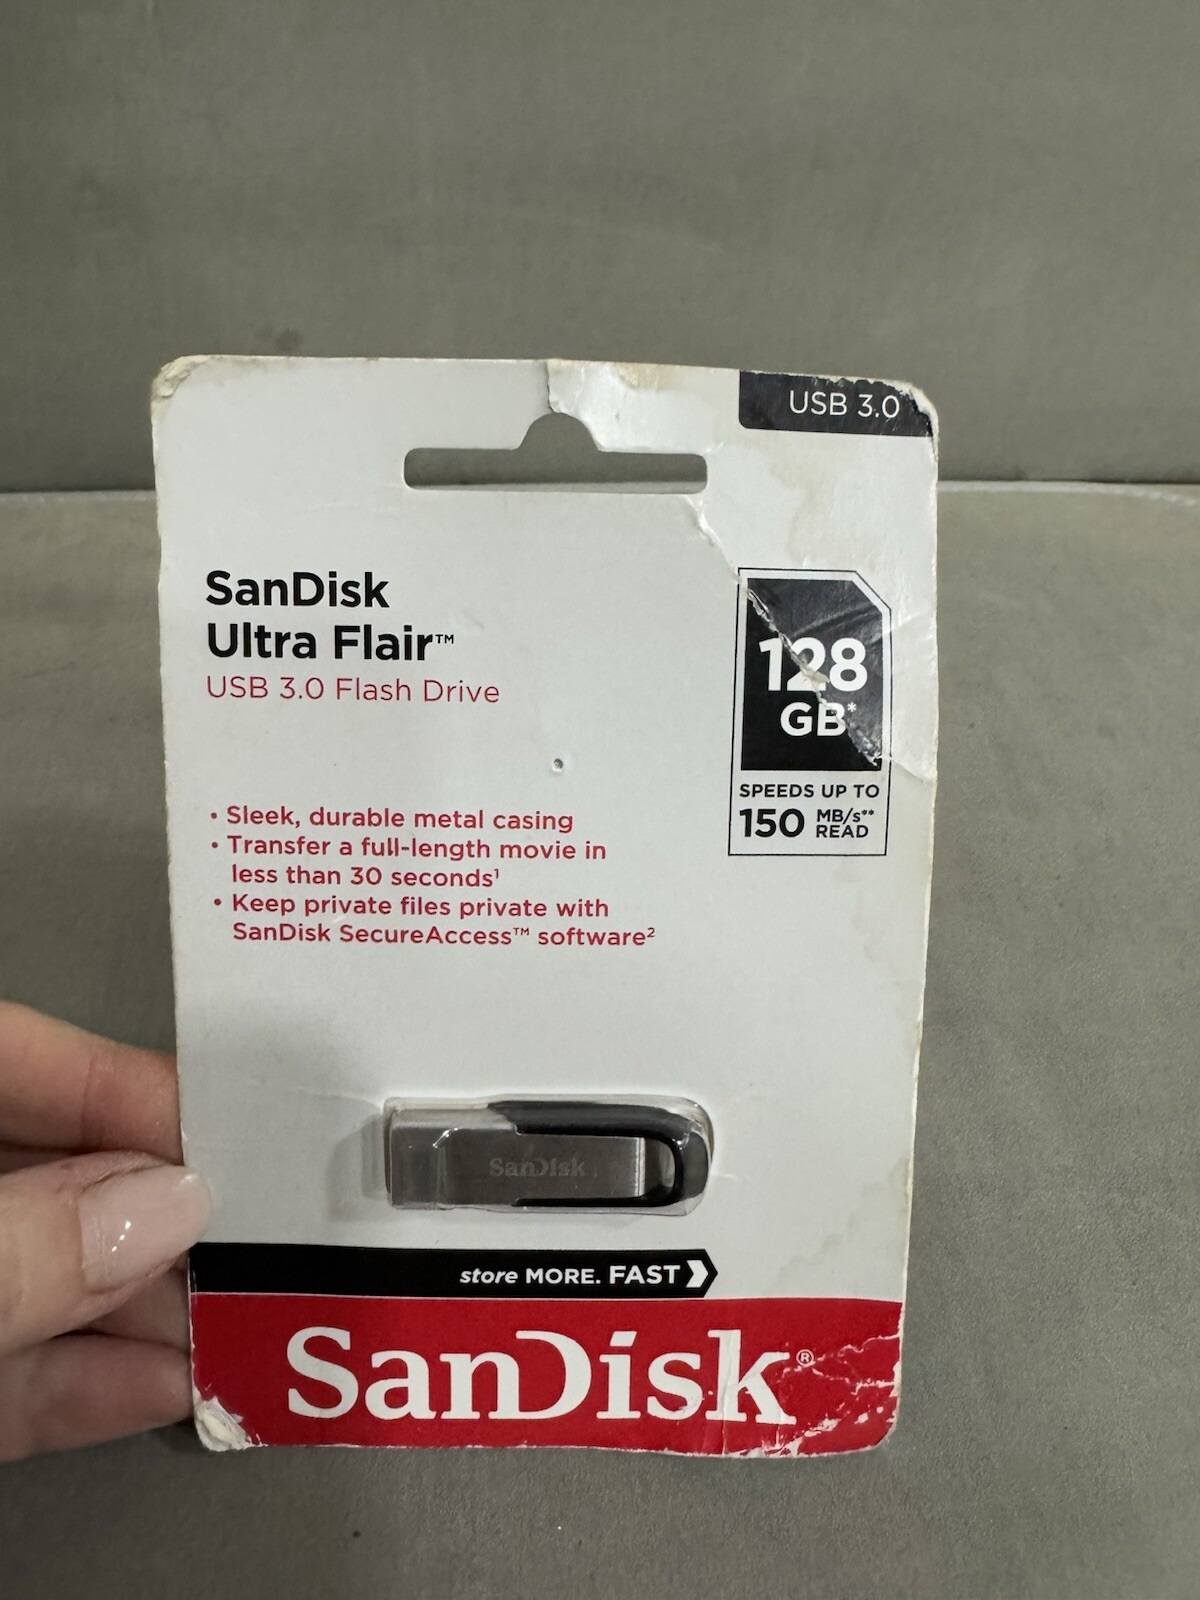 USB 3.0
SanDisk
Ultra Flair™
USB 3.0 Flash Drive
128
GB*
SPEEDS UP TO
150 MB/s**
READ
• Sleek, durable metal casing
• Transfer a full-length movie in
less than 30 seconds¹
• Keep private files private with
SanDisk SecureAccess™ software²
SanDisk
store MORE. FAST
SanDisk®